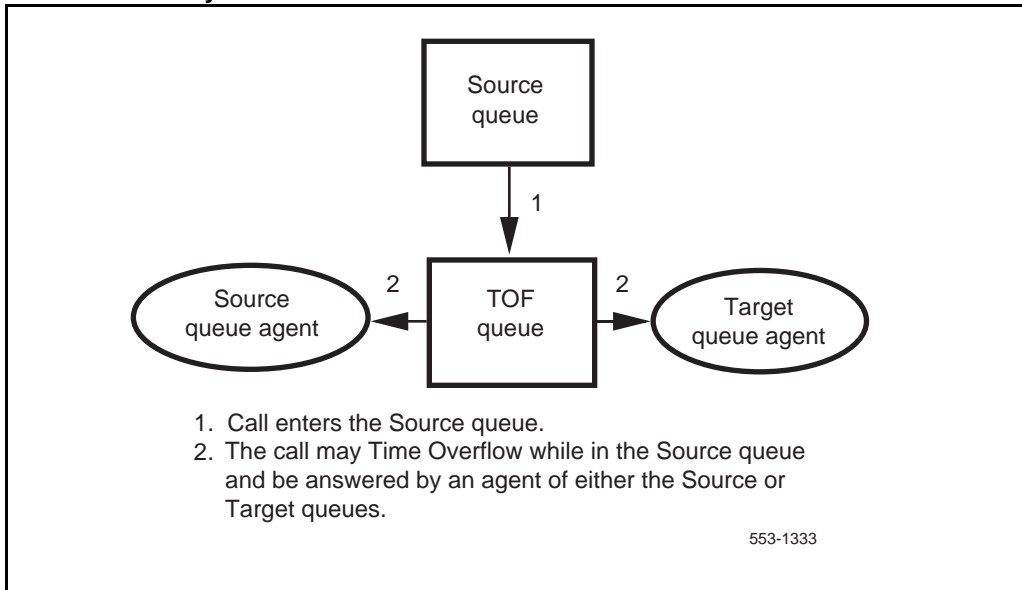 Source
queue
1
Source
queue agent
2
TOF
queue
2
Target
queue agent
1. Call enters the Source queue.
2. The call may Time Overflow while in the Source queue
and be answered by an agent of either the Source or
Target queues.
553-1333